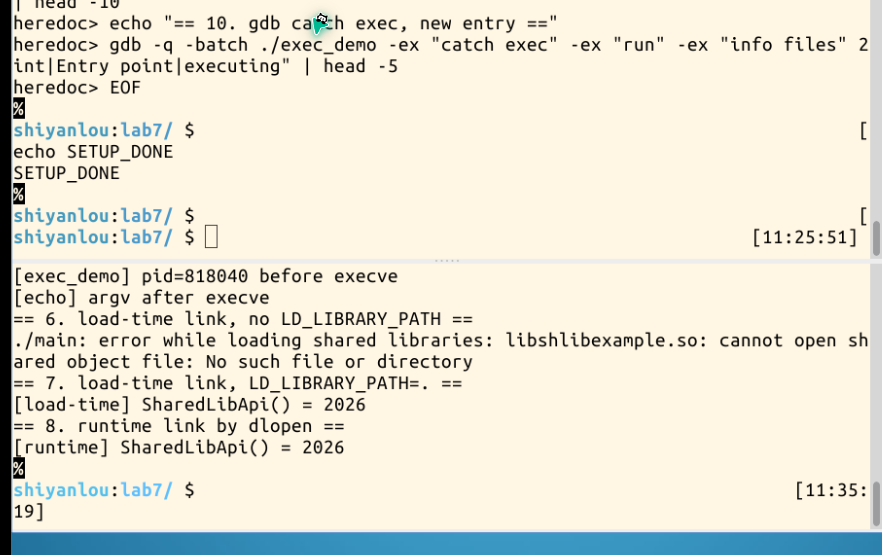 | head -10
heredoc> echo "== 10. gdb catch exec, new entry =="
heredoc> gdb -q -batch ./exec_demo -ex "catch exec" -ex "run" -ex "info files" 2
int|Entry point|executing" | head -5
heredoc> EOF
%
shiyanlou:lab7/ $ [
echo SETUP_DONE
SETUP_DONE
%
shiyanlou:lab7/ $ [
shiyanlou:lab7/ $ [11:25:51]
[exec_demo] pid=818040 before execve
[echo] argv after execve
== 6. load-time link, no LD_LIBRARY_PATH ==
./main: error while loading shared libraries: libshlibexample.so: cannot open sh
ared object file: No such file or directory
== 7. load-time link, LD_LIBRARY_PATH=. ==
[load-time] SharedLibApi() = 2026
== 8. runtime link by dlopen ==
[runtime] SharedLibApi() = 2026
%
shiyanlou:lab7/ $ [11:35:
19]